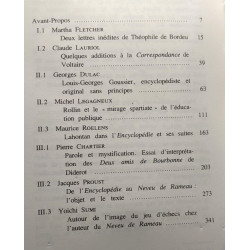 Avant-Propos 7
I.1 Martha FLETCHER
Deux lettres inédites de Théophile de Bordeu 15
I.2 Claude LAURIOL
Quelques additions à la Correspondance de
Voltaire 39
II.1 Georges DULAC
Louis-Georges Goussier, encyclopédiste et
original sans principes 63
II.2 Michel LEGAGNEUX
Rollin et le « mirage spartiate » de l'édu-
cation publique 111
II.3 Maurice ROELENS
Lahontan dans l'Encyclopédie et ses suites 163
III.1 Pierre CHARTIER
Parole et mystification. Essai d'interpréta-
tion des Deux amis de Bourbonne de
Diderot 203
III.2 Jacques PROUST
De l'Encyclopédie au Neveu de Rameau :
l'objet et le texte 273
III.3 Yoichi SUMI
Autour de l'image du jeu d'échecs chez
l'auteur du Neveu de Rameau 341